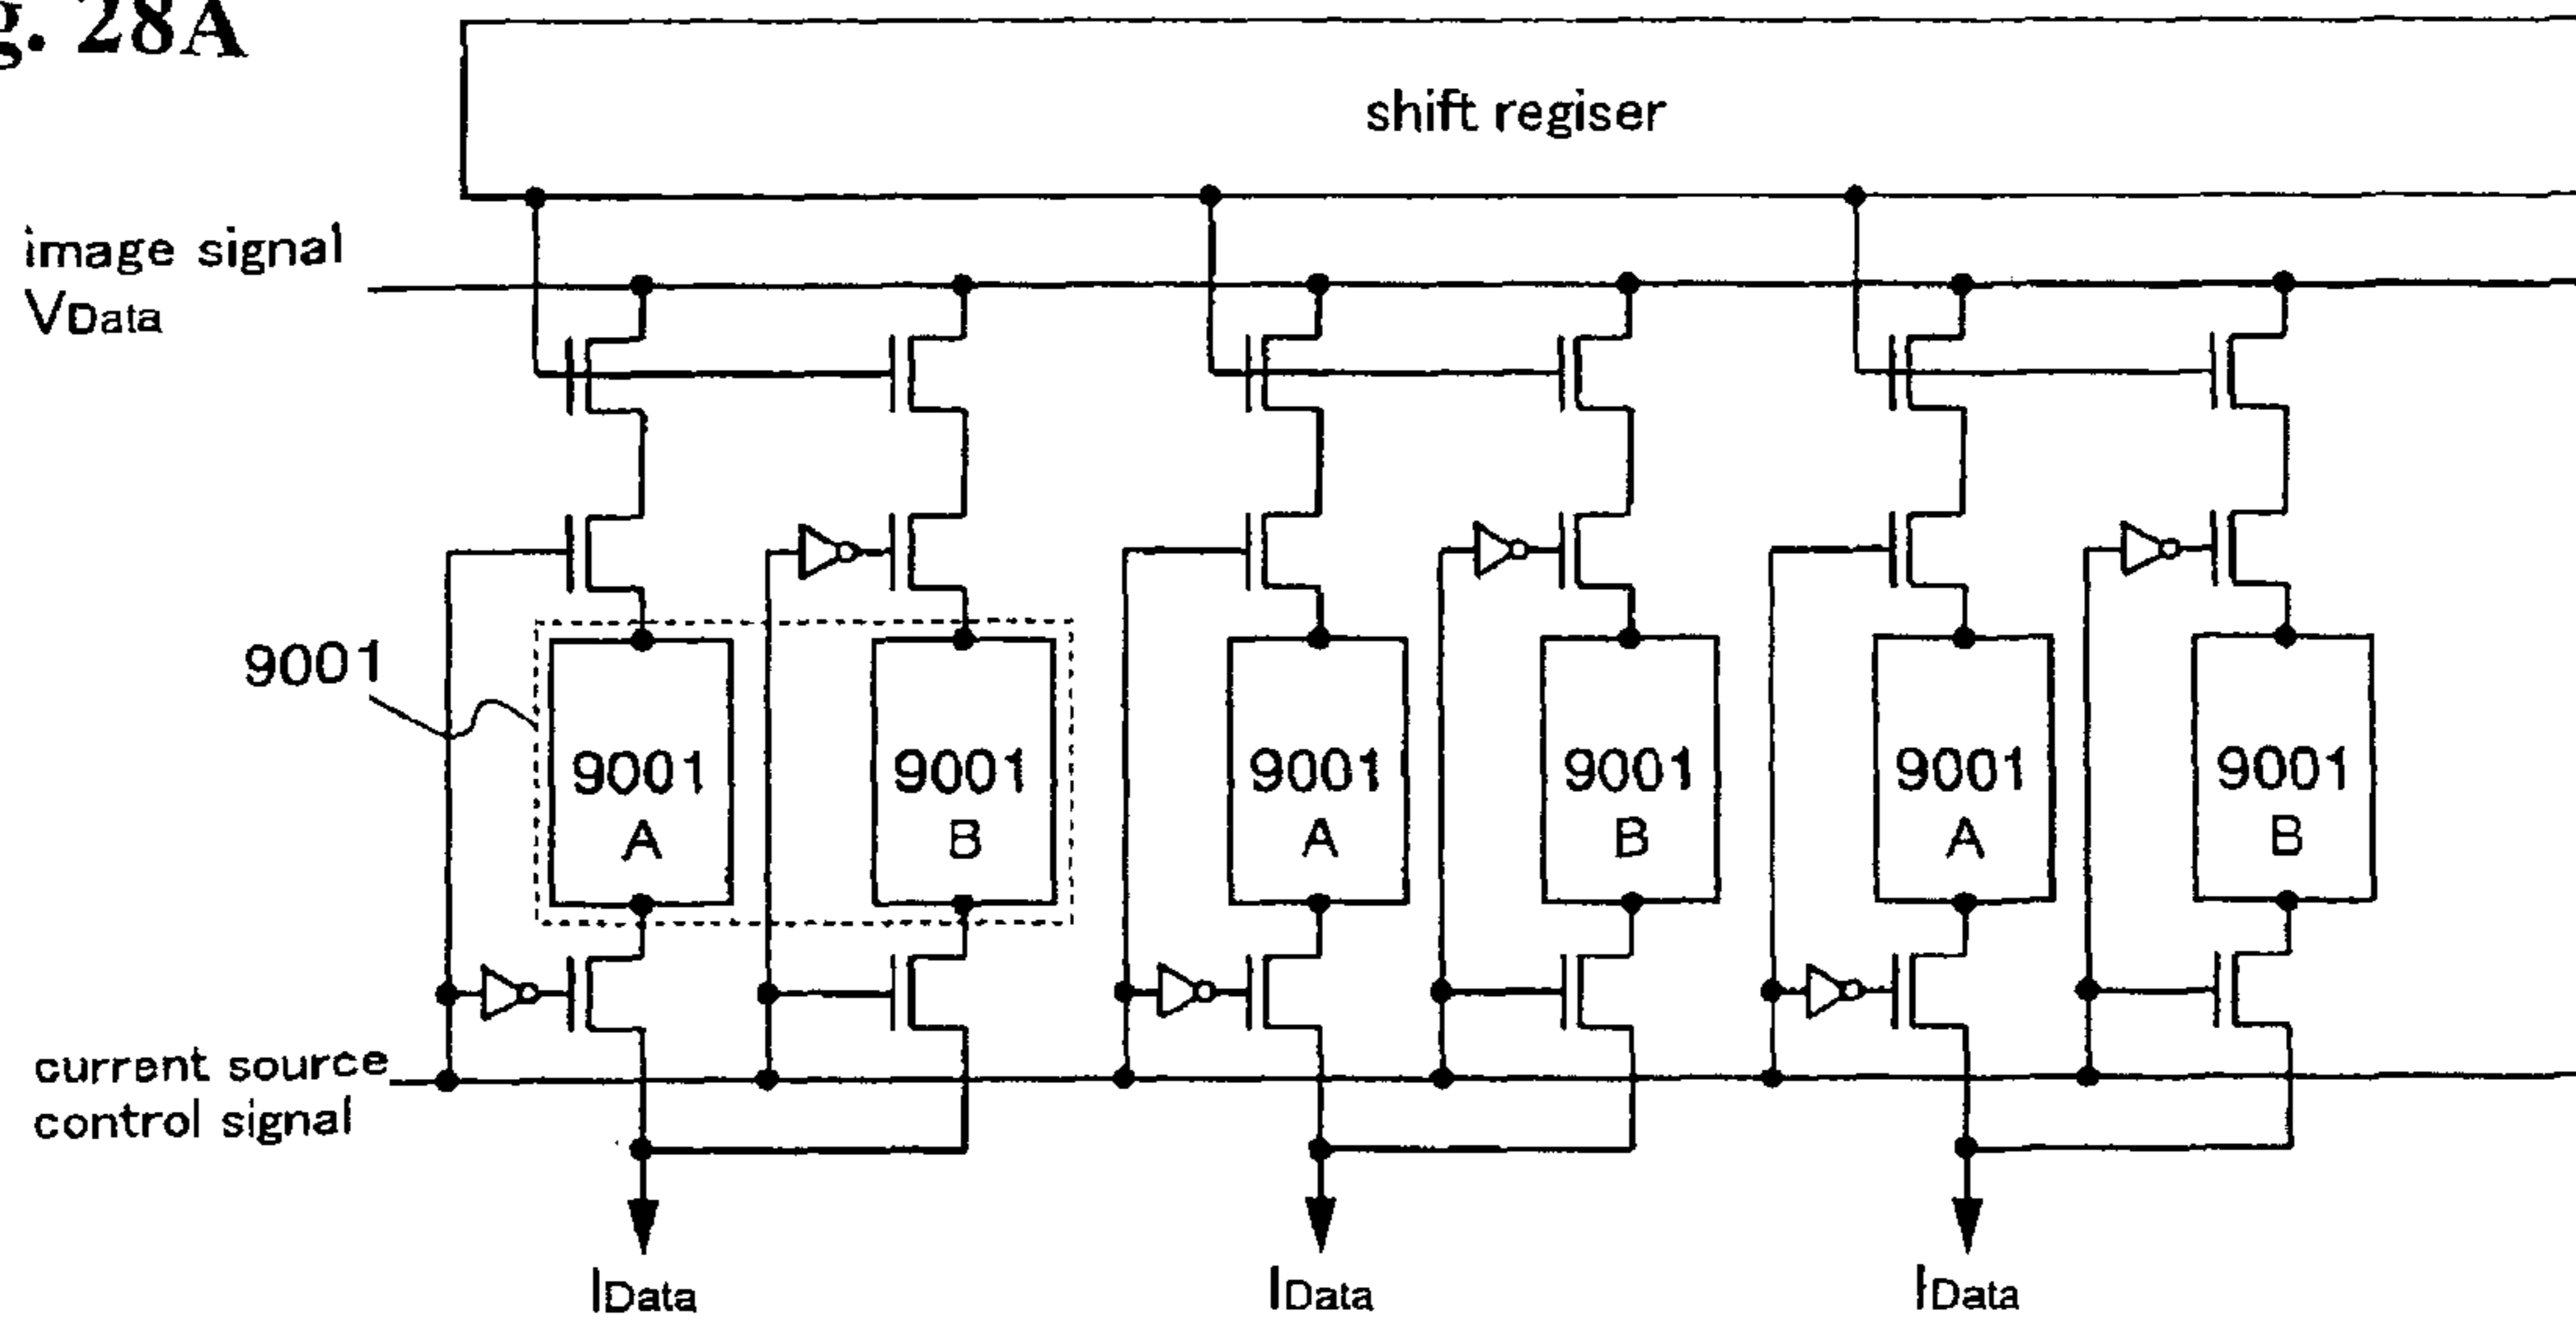 g. 28A
shift regiser
image signal
VData
9001
9001
A
9001
B
9001
A
9001
B
9001
A
9001
B
current source
control signal
IData
IData
IData